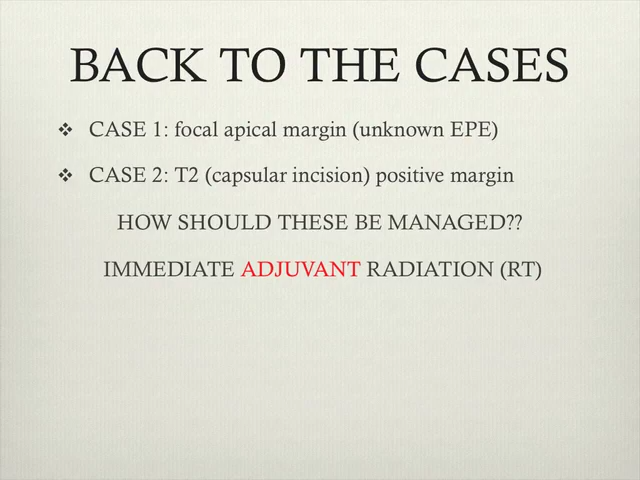 BACK TO THE CASES
❖ CASE 1: focal apical margin (unknown EPE)
❖ CASE 2: T2 (capsular incision) positive margin
HOW SHOULD THESE BE MANAGED??
IMMEDIATE ADJUVANT RADIATION (RT)